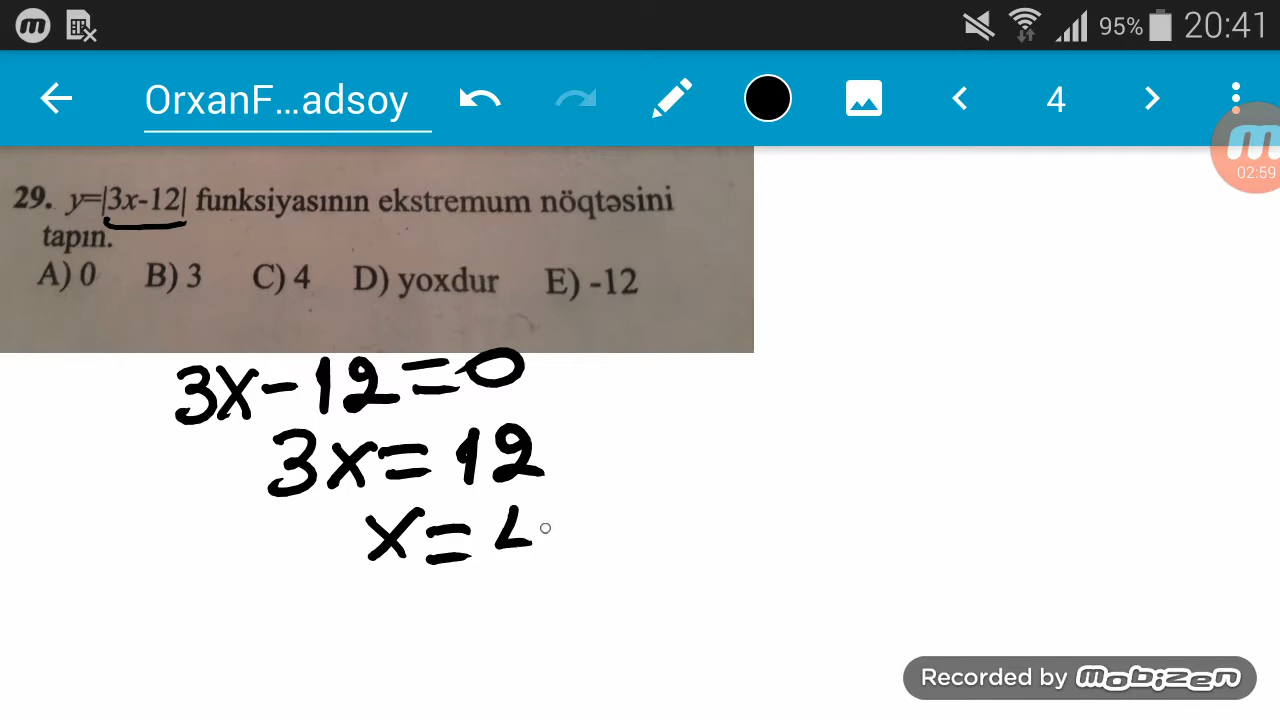 95% 20:41
OrxanF...adsoy 4
02:59
29. y=|3x-12| funksiyasının ekstremum nöqtəsini
tapın.
A) 0 B) 3 C) 4 D) yoxdur E) -12
3x-12=0
3x=12
x=4
Recorded by mobizen